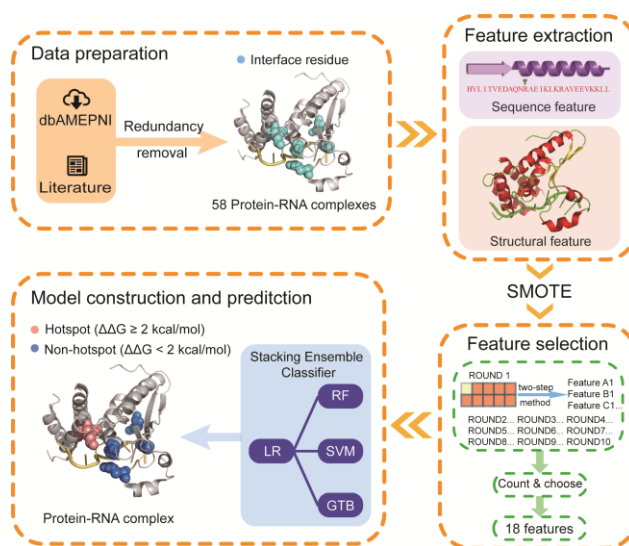 Data preparation
Interface residue
dbAMEPNI
Literature
Redundancy
removal
58 Protein-RNA complexes
Feature extraction
HVLITVEDAQNRAEIKLKRAVEEVKKLL
Sequence feature
Structural feature
SMOTE
Feature selection
ROUND 1
two-step
method
Feature A1
Feature B1
Feature C1...
ROUND2... ROUND3... ROUND4...
ROUND5... ROUND6... ROUND7...
ROUND8... ROUND9... ROUND10
Count & choose
18 features
Model construction and preditction
Hotspot (ΔΔG ≥ 2 kcal/mol)
Non-hotspot (ΔΔG < 2 kcal/mol)
Stacking Ensemble
Classifier
RF
LR
SVM
GTB
Protein-RNA complex